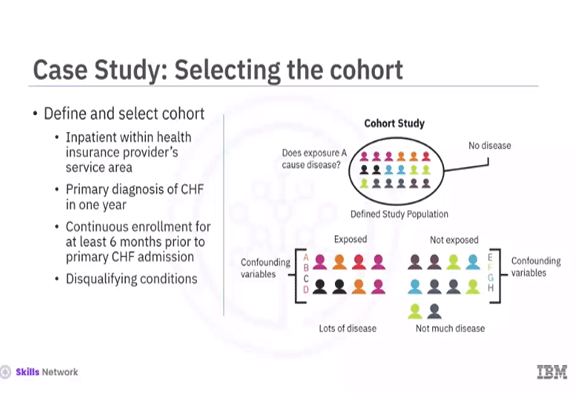 Case Study: Selecting the cohort
• Define and select cohort
• Inpatient within health
insurance provider's
service area
• Primary diagnosis of CHF
in one year
• Continuous enrollment for
at least 6 months prior to
primary CHF admission
• Disqualifying conditions
Cohort Study
Does exposure A
cause disease?
No disease
Defined Study Population
Exposed
Not exposed
Confounding
variables
A
B
C
D
E
F
G
H
Confounding
variables
Lots of disease
Not much disease
Skills Network
IBM